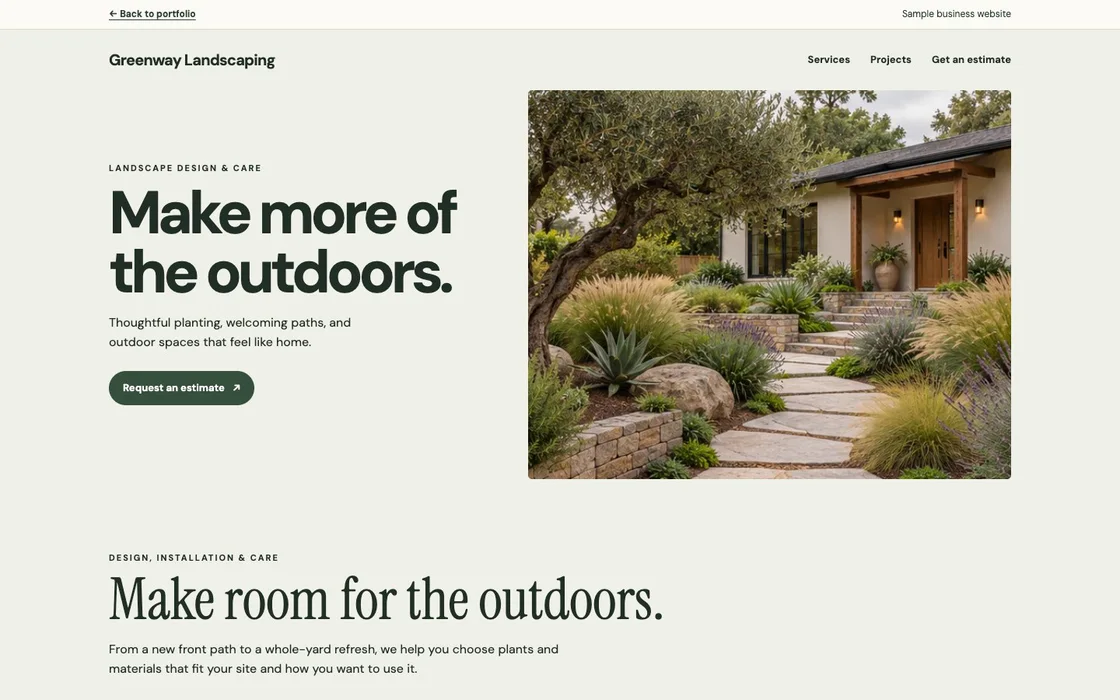 ← Back to portfolio
Sample business website
Greenway Landscaping
Services
Projects
Get an estimate
LANDSCAPE DESIGN & CARE
Make more of
the outdoors.
Thoughtful planting, welcoming paths, and
outdoor spaces that feel like home.
Request an estimate ↗
DESIGN, INSTALLATION & CARE
Make room for the outdoors.
From a new front path to a whole-yard refresh, we help you choose plants and
materials that fit your site and how you want to use it.